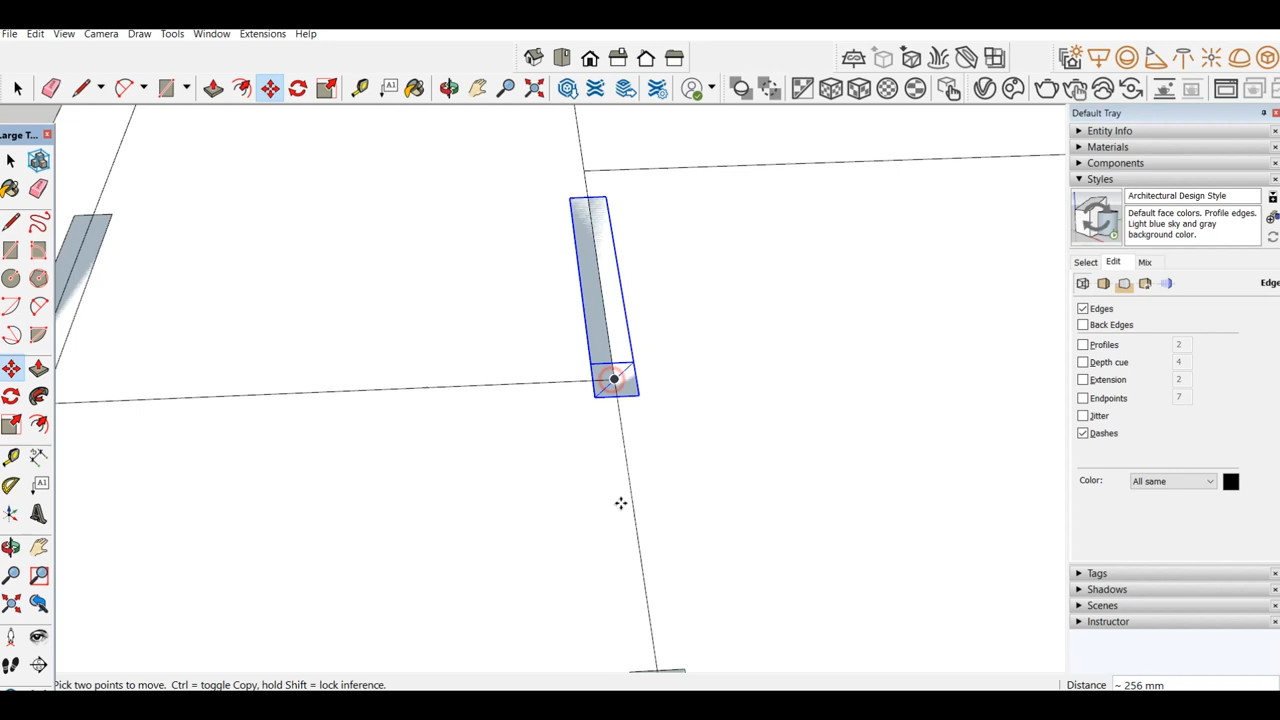 File Edit View Camera Draw Tools Window Extensions Help
Large T...
Default Tray
Entity Info
Materials
Components
Styles
Architectural Design Style
Default face colors. Profile edges.
Light blue sky and gray
background color.
Select Edit Mix
Edge
Edges
Back Edges
Profiles 2
Depth cue 4
Extension 2
Endpoints 7
Jitter
Dashes
Color: All same
Tags
Shadows
Scenes
Instructor
Pick two points to move. Ctrl = toggle Copy, hold Shift = lock inference.
Distance ~ 256 mm